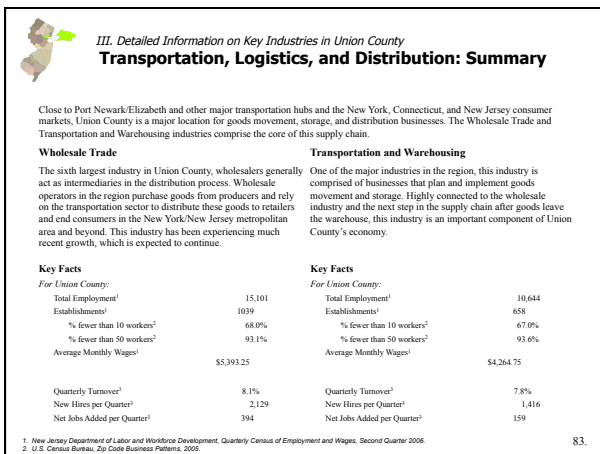 III. Detailed Information on Key Industries in Union County
Transportation, Logistics, and Distribution: Summary
Close to Port Newark/Elizabeth and other major transportation hubs and the New York, Connecticut, and New Jersey consumer
markets, Union County is a major location for goods movement, storage, and distribution businesses. The Wholesale Trade and
Transportation and Warehousing industries comprise the core of this supply chain.
Wholesale Trade
The sixth largest industry in Union County, wholesalers generally
act as intermediaries in the distribution process. Wholesale
operators in the region purchase goods from producers and rely
on the transportation sector to distribute these goods to retailers
and end consumers in the New York/New Jersey metropolitan
area and beyond. This industry has been experiencing much
recent growth, which is expected to continue.
Key Facts
For Union County:
Total Employment¹ 15,101
Establishments¹ 1039
% fewer than 10 workers² 68.0%
% fewer than 50 workers² 93.1%
Average Monthly Wages¹
$5,393.25
Quarterly Turnover³ 8.1%
New Hires per Quarter³ 2,129
Net Jobs Added per Quarter³ 394
Transportation and Warehousing
One of the major industries in the region, this industry is
comprised of businesses that plan and implement goods
movement and storage. Highly connected to the wholesale
industry and the next step in the supply chain after goods leave
the warehouse, this industry is an important component of Union
County's economy.
Key Facts
For Union County:
Total Employment¹ 10,644
Establishments¹ 658
% fewer than 10 workers² 67.0%
% fewer than 50 workers² 93.6%
Average Monthly Wages¹
$4,264.75
Quarterly Turnover³ 7.8%
New Hires per Quarter³ 1,416
Net Jobs Added per Quarter³ 159
1. New Jersey Department of Labor and Workforce Development, Quarterly Census of Employment and Wages, Second Quarter 2006.
2. U.S. Census Bureau, Zip Code Business Patterns, 2005.
83.